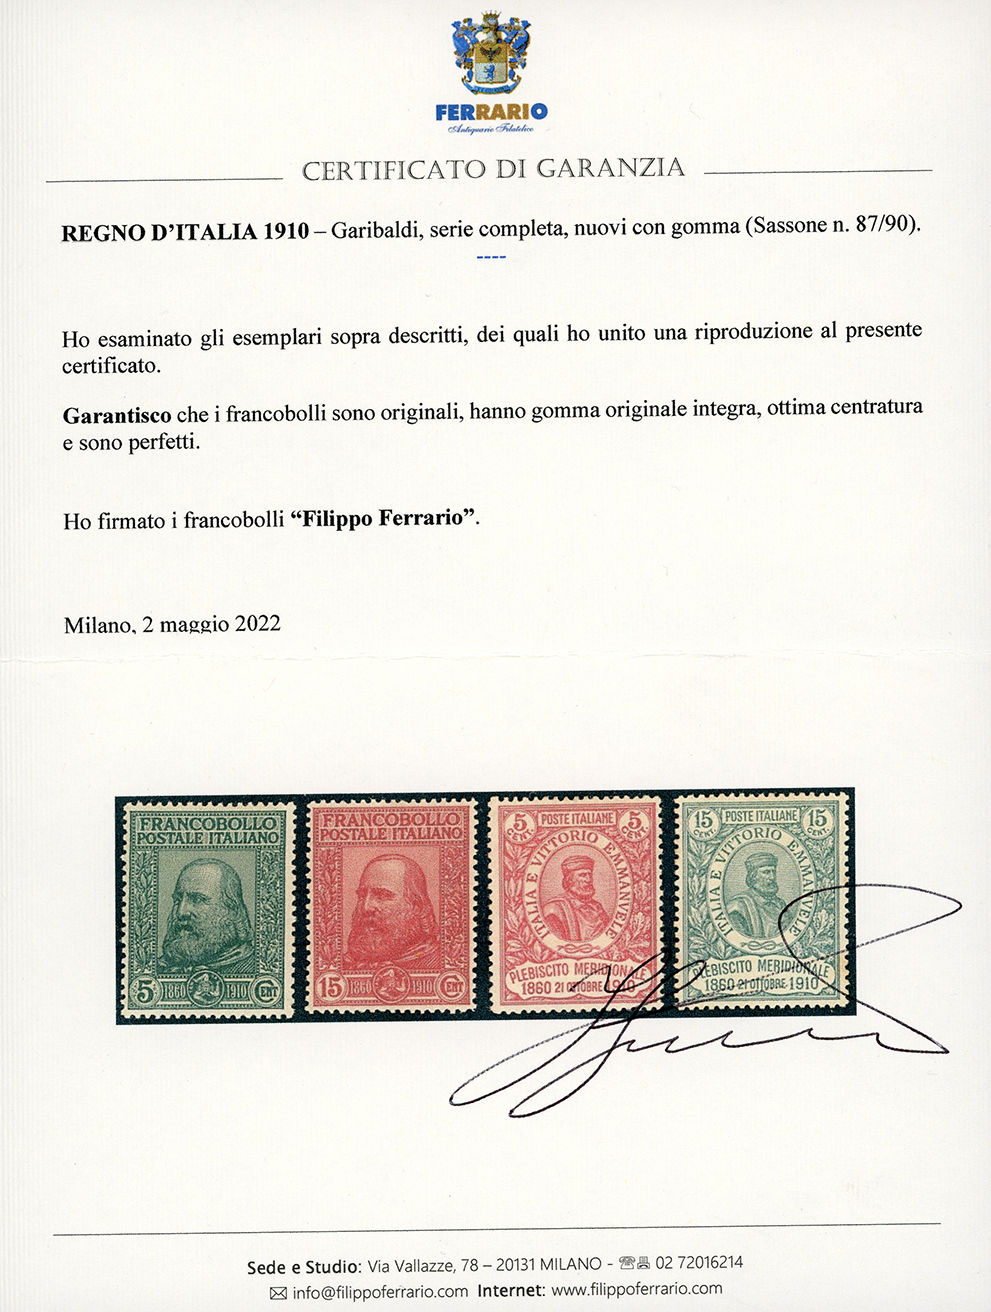 FERRARIO
Antiquario Filatelico
CERTIFICATO DI GARANZIA
REGNO D’ITALIA 1910 – Garibaldi, serie completa, nuovi con gomma (Sassone n. 87/90).
----
Ho esaminato gli esemplari sopra descritti, dei quali ho unito una riproduzione al presente
certificato.
Garantisco che i francobolli sono originali, hanno gomma originale integra, ottima centratura
e sono perfetti.
Ho firmato i francobolli “Filippo Ferrario”.
Milano, 2 maggio 2022
FRANCOBOLLO
POSTALE ITALIANO
5 1860 1910 CENT
FRANCOBOLLO
POSTALE ITALIANO
15 1860 1910 CENT
5 CENT. POSTE ITALIANE 5 CENT.
ITALIA E VITTORIO EMMANUELE
PLEBISCITO MERIDIONALE
1860 21 OTTOBRE 1910
15 CENT. POSTE ITALIANE 15 CENT.
ITALIA E VITTORIO EMMANUELE
PLEBISCITO MERIDIONALE
1860 21 OTTOBRE 1910
Sede e Studio: Via Vallazze, 78 – 20131 MILANO - 02 72016214
info@filippoferrario.com Internet: www.filippoferrario.com